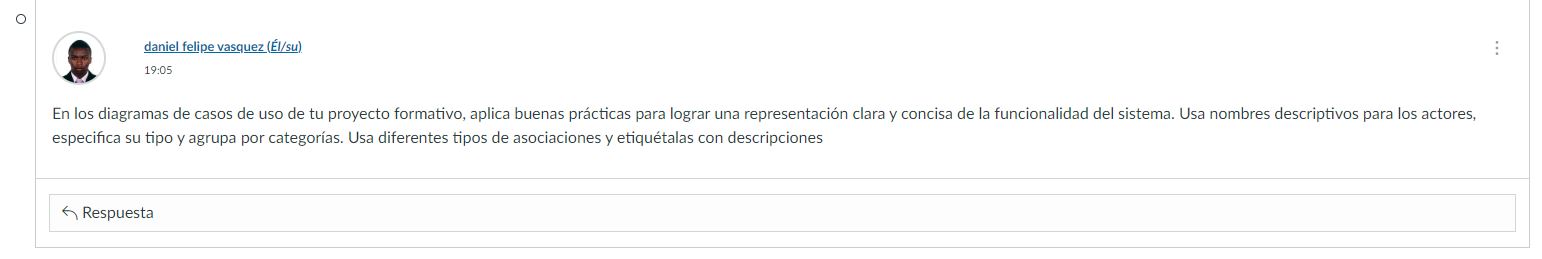 daniel felipe vasquez (Él/su)
19:05
En los diagramas de casos de uso de tu proyecto formativo, aplica buenas prácticas para lograr una representación clara y concisa de la funcionalidad del sistema. Usa nombres descriptivos para los actores,
especifica su tipo y agrupa por categorías. Usa diferentes tipos de asociaciones y etiquétalas con descripciones
Respuesta